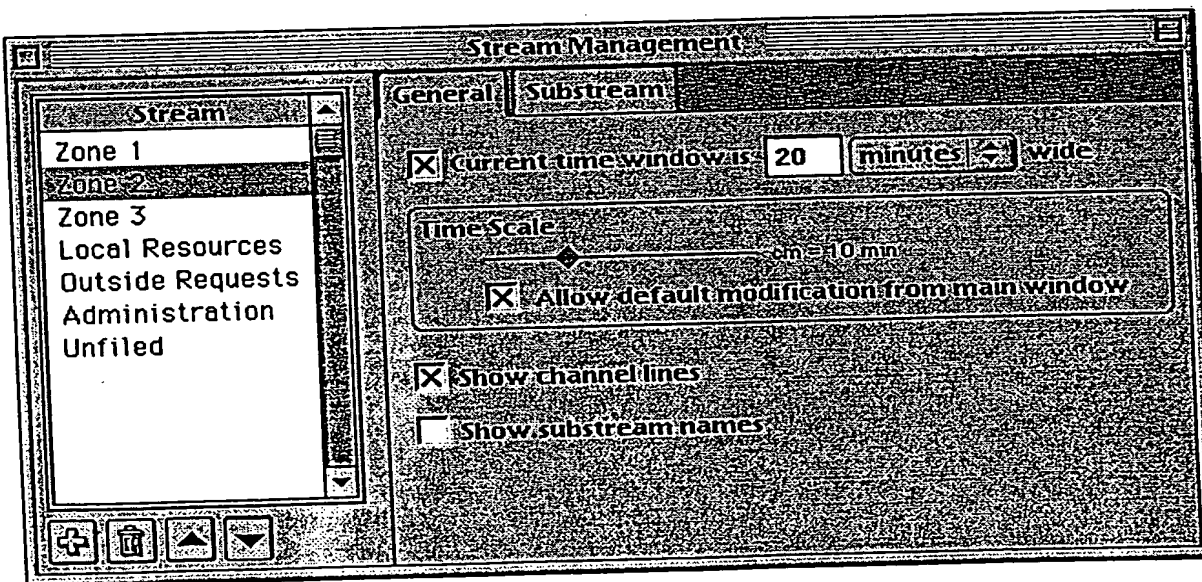 Stream Management
Stream
Zone 1
Zone 2
Zone 3
Local Resources
Outside Requests
Administration
Unfiled
General
Substream
Current time window is 20 minutes wide
Time Scale
cm = 10 min
Allow default modification from main window
Show channel lines
Show substream names